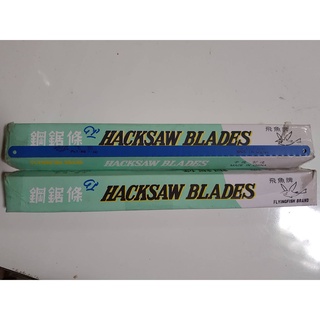 鋼鋸條 HACKSAW BLADES 飛魚牌
HACKSAW BLADES
鋼鋸條 HACKSAW BLADES 飛魚牌
FLYINGFISH BRAND